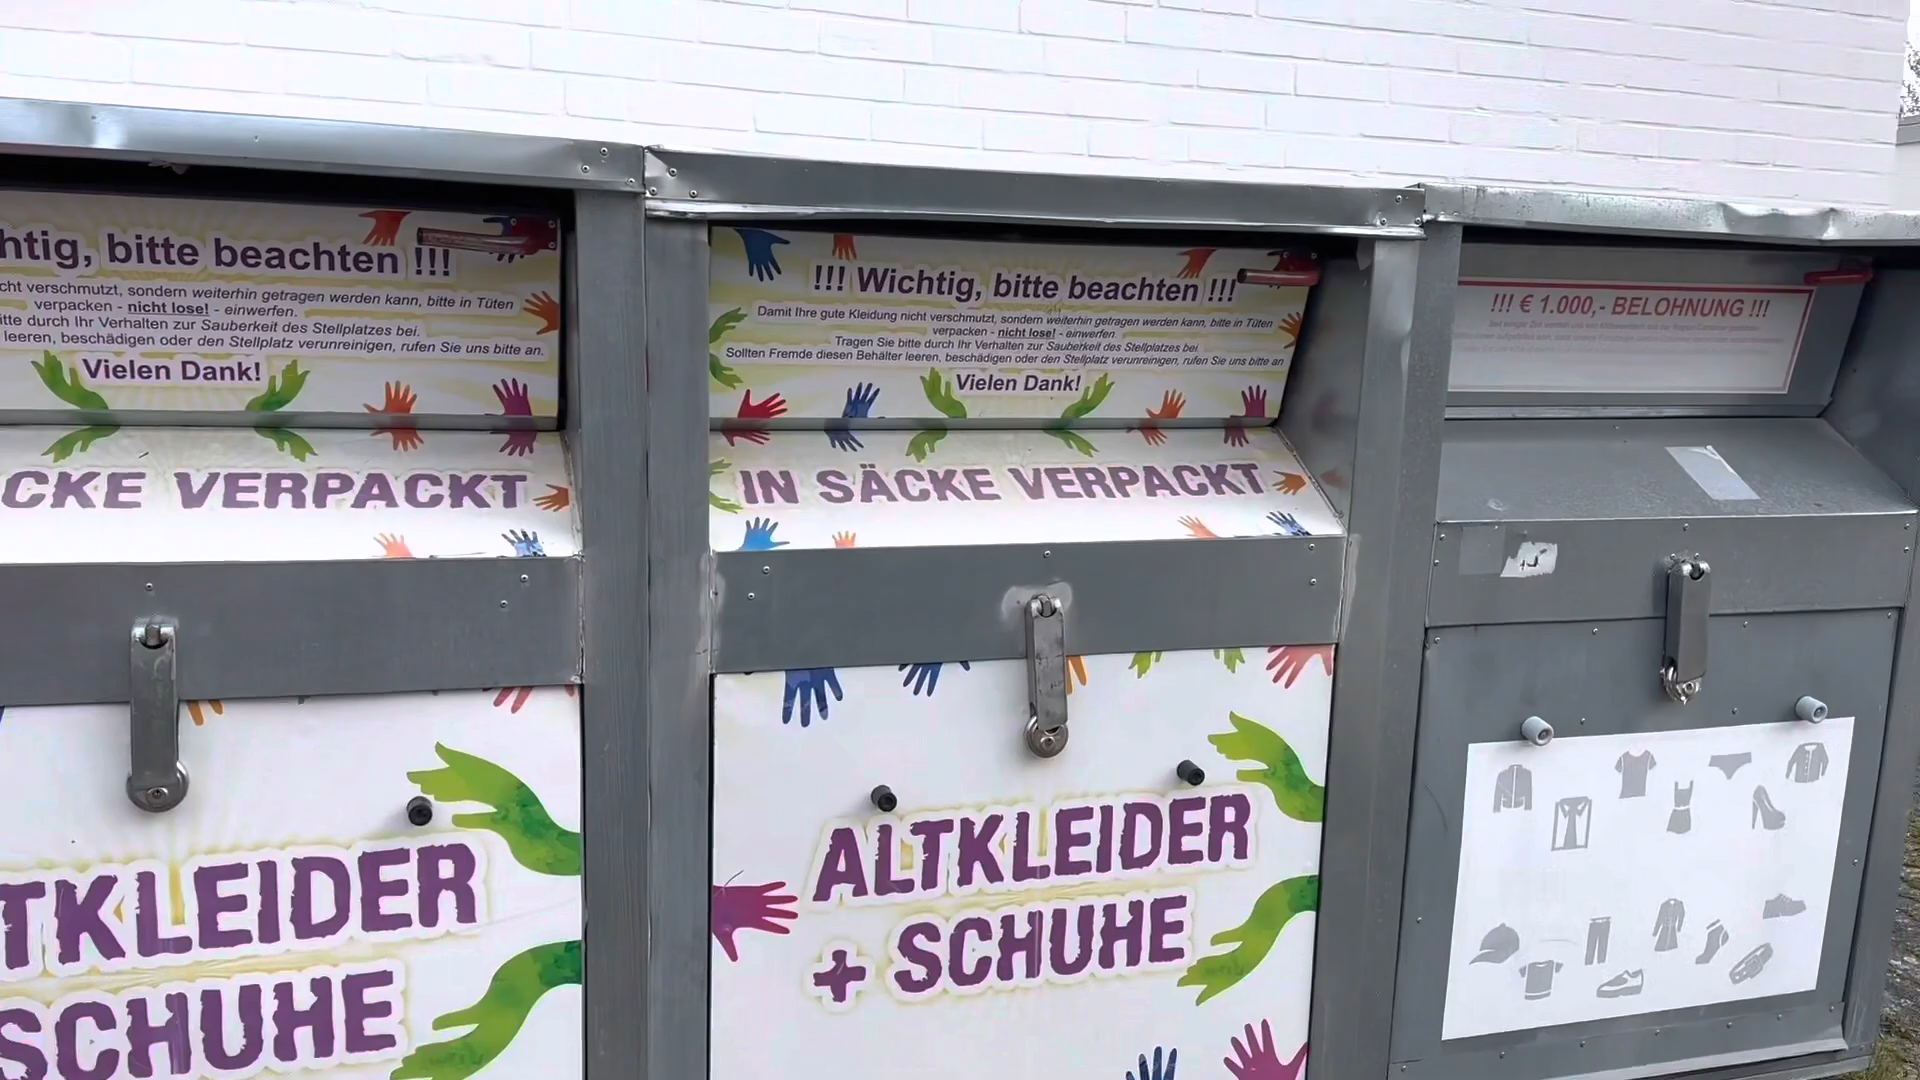 htig, bitte beachten !!!
cht verschmutzt, sondern weiterhin getragen werden kann, bitte in Tüten
verpacken - nicht lose! - einwerfen.
itte durch Ihr Verhalten zur Sauberkeit des Stellplatzes bei.
leeren, beschädigen oder den Stellplatz verunreinigen, rufen Sie uns bitte an.
Vielen Dank!
CKE VERPACKT
TKLEIDER
SCHUHE
!!! Wichtig, bitte beachten !!!
Damit Ihre gute Kleidung nicht verschmutzt, sondern weiterhin getragen werden kann, bitte in Tüten
verpacken - nicht lose! - einwerfen.
Tragen Sie bitte durch Ihr Verhalten zur Sauberkeit des Stellplatzes bei.
Sollten Fremde diesen Behälter leeren, beschädigen oder den Stellplatz verunreinigen, rufen Sie uns bitte an
Vielen Dank!
IN SÄCKE VERPACKT
ALTKLEIDER
+ SCHUHE
!!! € 1.000,- BELOHNUNG !!!